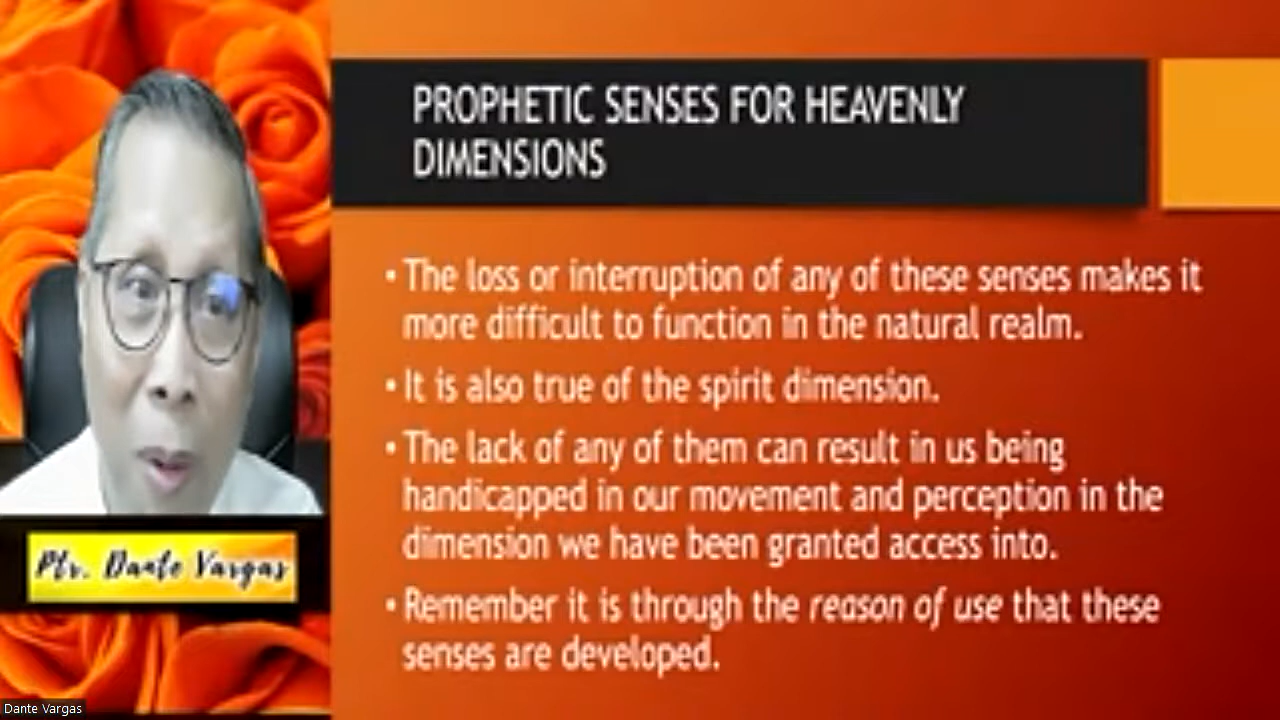 PROPHETIC SENSES FOR HEAVENLY
DIMENSIONS
• The loss or interruption of any of these senses makes it
more difficult to function in the natural realm.
• It is also true of the spirit dimension.
• The lack of any of them can result in us being
handicapped in our movement and perception in the
dimension we have been granted access into.
• Remember it is through the reason of use that these
senses are developed.
Ptr. Dante Vargas
Dante Vargas